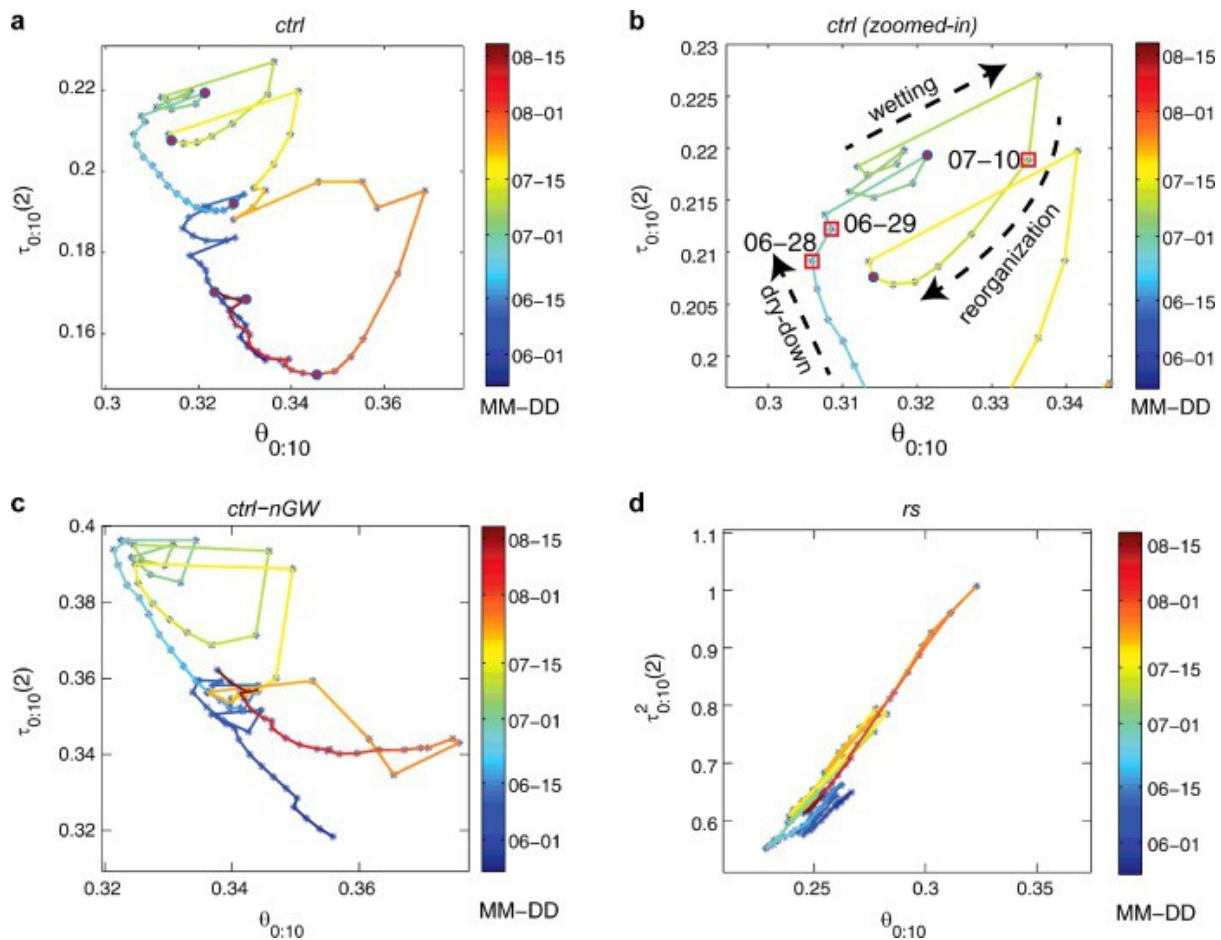 a
ctrl
0.22
0.2
0.18
0.16
τ0:10(2)
0.3
0.32
0.34
0.36
θ0:10
08−15
08−01
07−15
07−01
06−15
06−01
MM−DD
b
ctrl (zoomed-in)
0.23
0.225
0.22
0.215
0.21
0.205
0.2
τ0:10(2)
wetting
07−10
06−29
06−28
dry-down
reorganization
0.3
0.31
0.32
0.33
0.34
θ0:10
08−15
08−01
07−15
07−01
06−15
06−01
MM−DD
c
ctrl−nGW
0.4
0.38
0.36
0.34
0.32
τ0:10(2)
0.32
0.34
0.36
θ0:10
08−15
08−01
07−15
07−01
06−15
06−01
MM−DD
d
rs
1.1
1
0.9
0.8
0.7
0.6
τ²0:10(2)
0.25
0.3
0.35
θ0:10
08−15
08−01
07−15
07−01
06−15
06−01
MM−DD